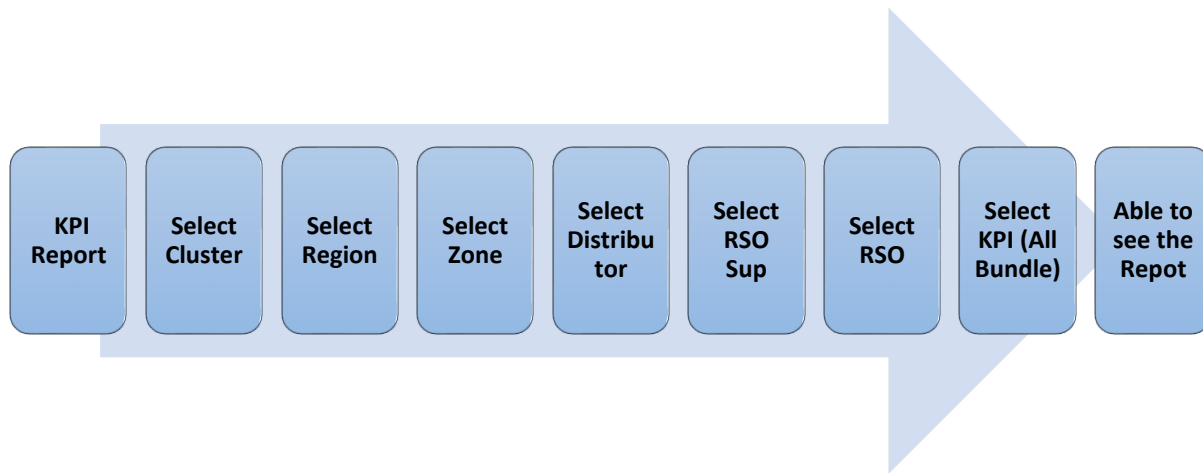 KPI
Report
Select
Cluster
Select
Region
Select
Zone
Select
Distribu
tor
Select
RSO
Sup
Select
RSO
Select
KPI (All
Bundle)
Able to
see the
Repot